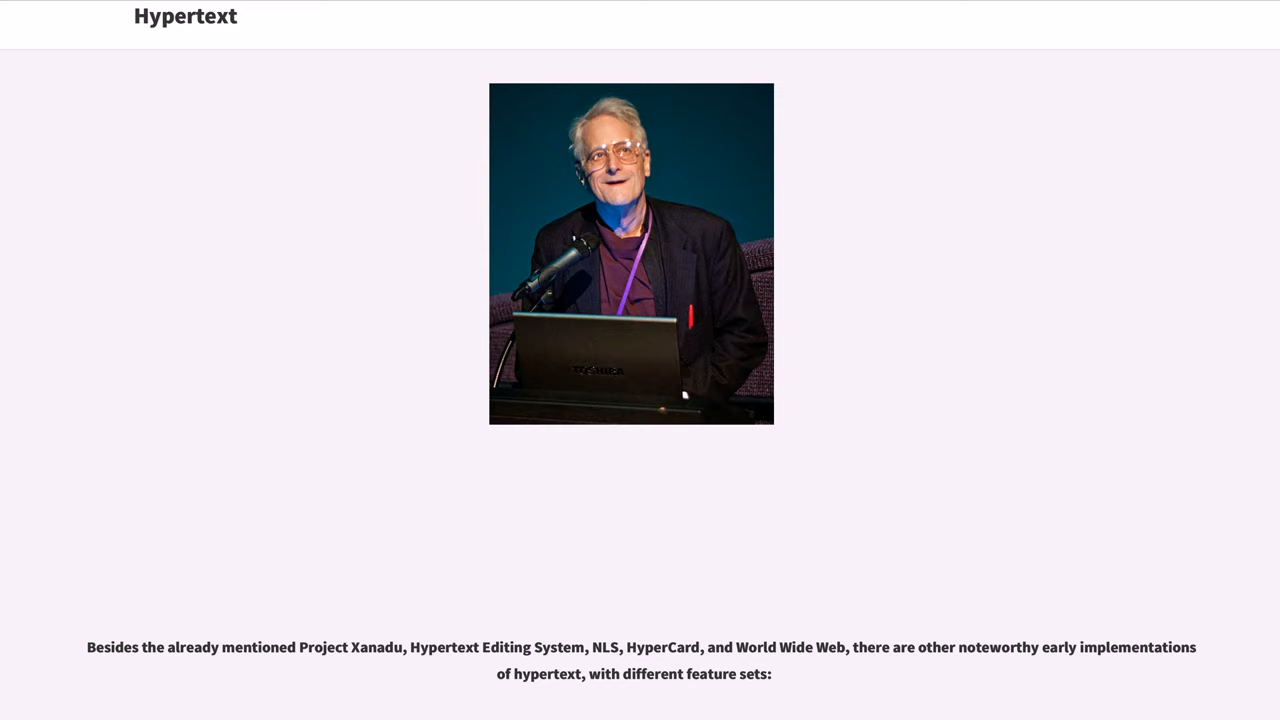 Hypertext
TOSHIBA
Besides the already mentioned Project Xanadu, Hypertext Editing System, NLS, HyperCard, and World Wide Web, there are other noteworthy early implementations
of hypertext, with different feature sets: